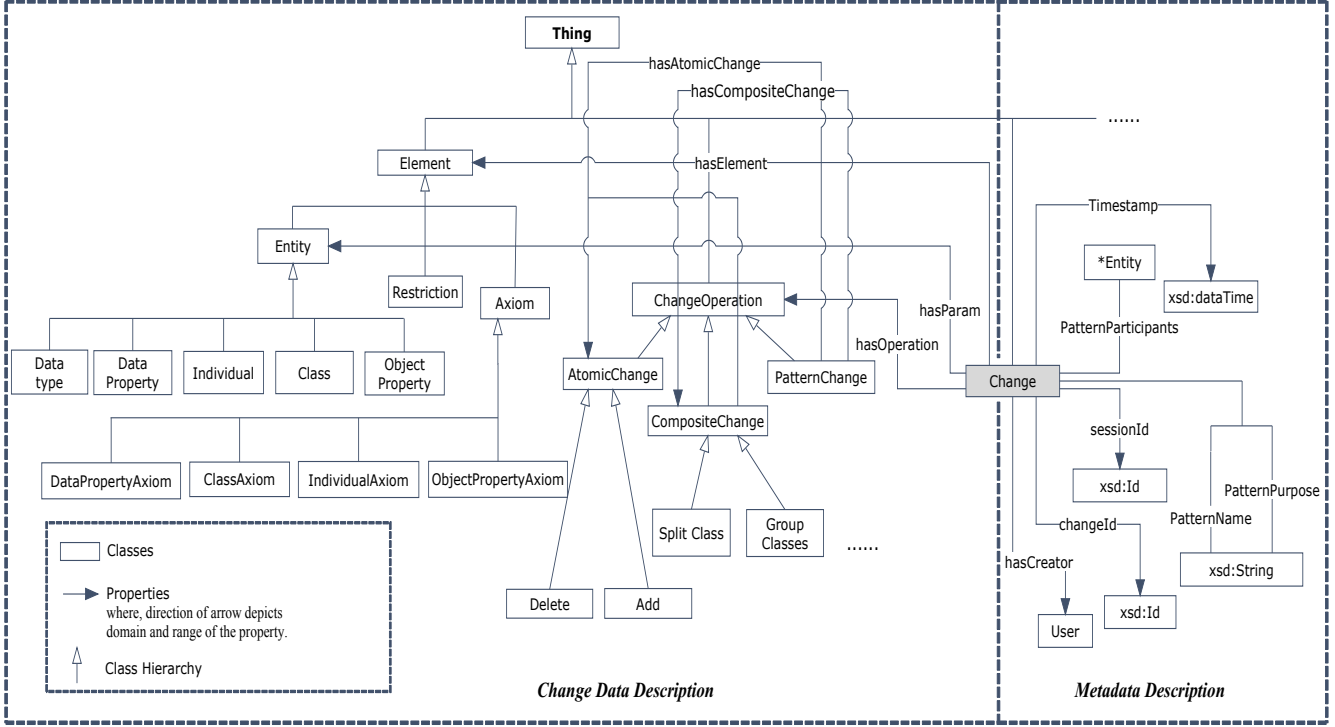 Thing
hasAtomicChange
hasCompositeChange
......
Element
hasElement
Timestamp
Entity
*Entity
Restriction
Axiom
ChangeOperation
xsd:dataTime
hasParam
PatternParticipants
hasOperation
Data
type
Data
Property
Individual
Class
Object
Property
AtomicChange
PatternChange
Change
CompositeChange
sessionId
DataPropertyAxiom
ClassAxiom
IndividualAxiom
ObjectPropertyAxiom
xsd:Id
PatternPurpose
PatternName
Split Class
Group
Classes
......
changeId
hasCreator
xsd:String
Delete
Add
xsd:Id
User
Classes
Properties
where, direction of arrow depicts
domain and range of the property.
Class Hierarchy
Change Data Description
Metadata Description